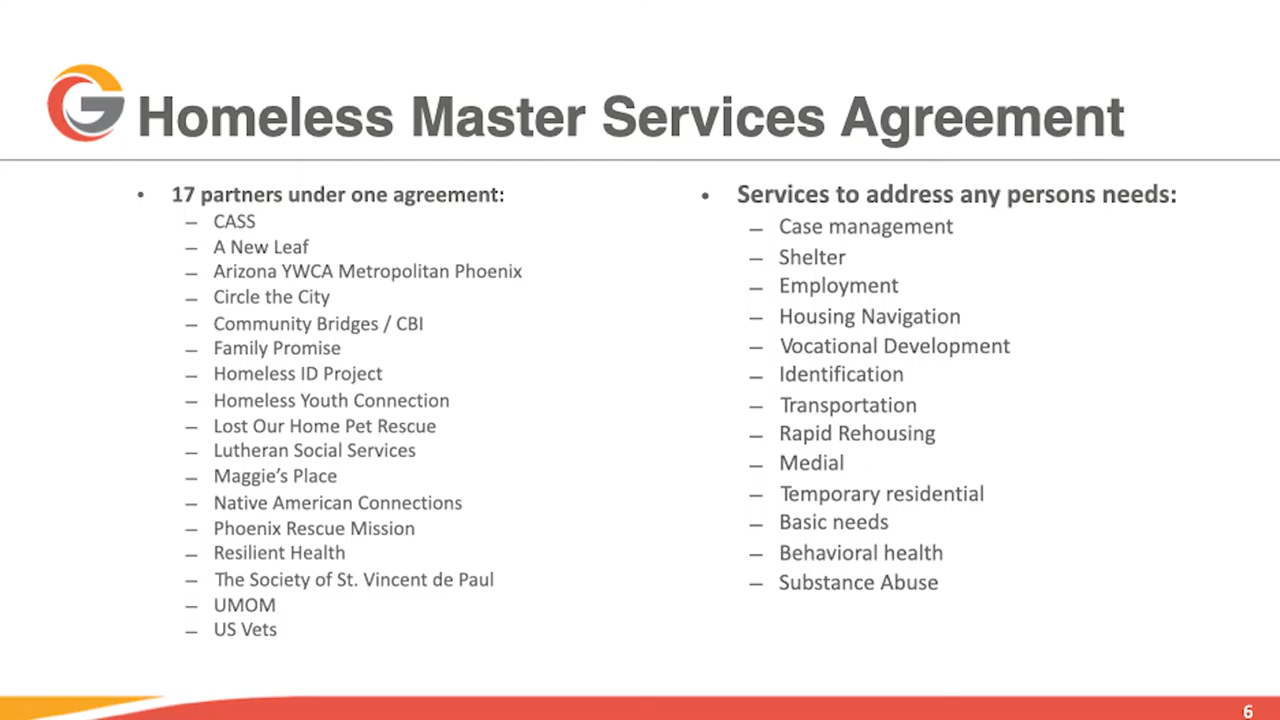 Homeless Master Services Agreement
• 17 partners under one agreement:
– CASS
– A New Leaf
– Arizona YWCA Metropolitan Phoenix
– Circle the City
– Community Bridges / CBI
– Family Promise
– Homeless ID Project
– Homeless Youth Connection
– Lost Our Home Pet Rescue
– Lutheran Social Services
– Maggie's Place
– Native American Connections
– Phoenix Rescue Mission
– Resilient Health
– The Society of St. Vincent de Paul
– UMOM
– US Vets
• Services to address any persons needs:
– Case management
– Shelter
– Employment
– Housing Navigation
– Vocational Development
– Identification
– Transportation
– Rapid Rehousing
– Medial
– Temporary residential
– Basic needs
– Behavioral health
– Substance Abuse
6